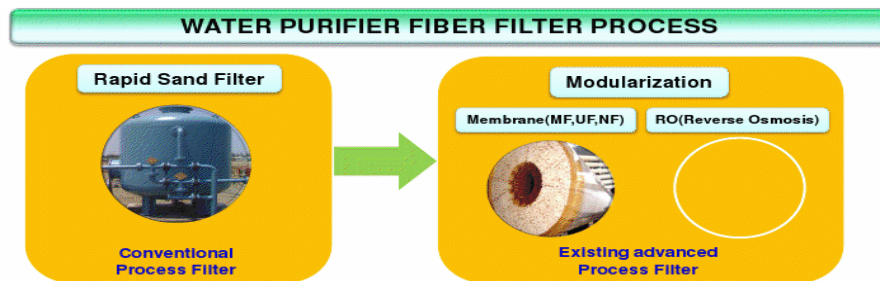 WATER PURIFIER FIBER FILTER PROCESS
Rapid Sand Filter
Conventional
Process Filter
Modularization
Membrane(MF,UF,NF)
RO(Reverse Osmosis)
Existing advanced
Process Filter